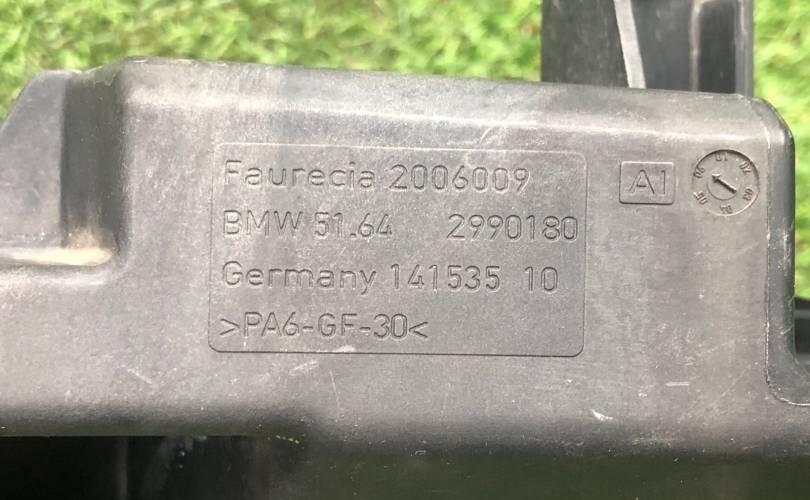 Faurecia 2006009
BMW 51.64 2990180
Germany 141535 10
>PA6-GF-30<
A1